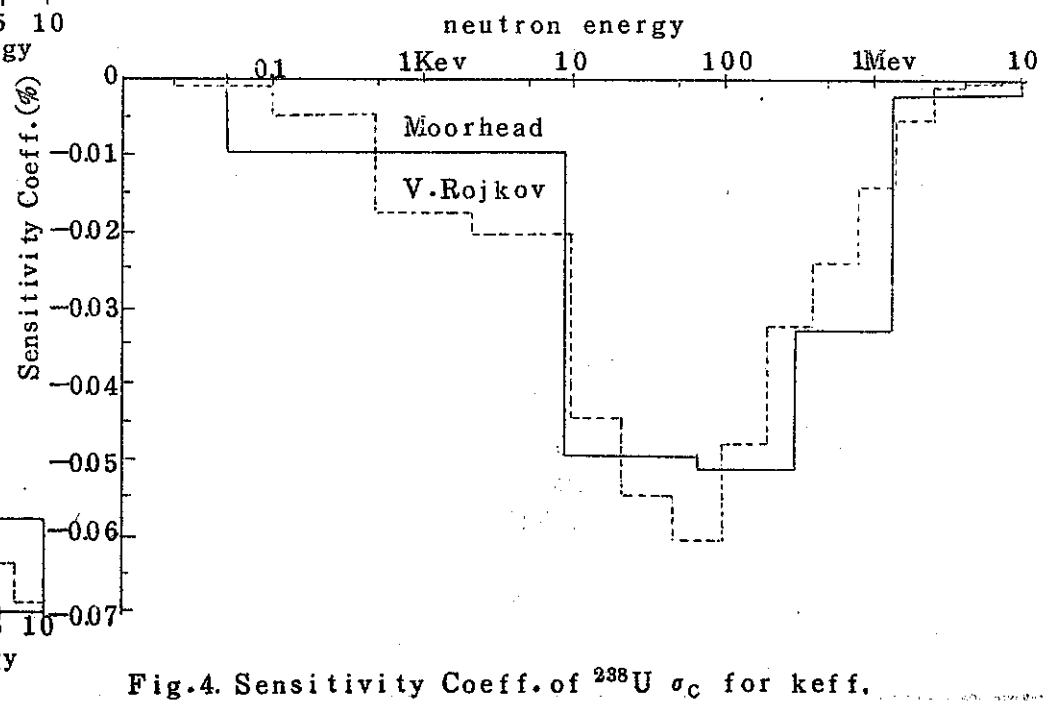 5 10
gy
neutron energy
0.1 1Kev 10 100 1Mev 10
0
Moorhead
-0.01
V.Rojkov
-0.02
Sensitivity Coeff.(%)
-0.03
-0.04
-0.05
-0.06
-0.07
10
gy
Fig.4. Sensitivity Coeff. of ²³⁸U σc for keff.